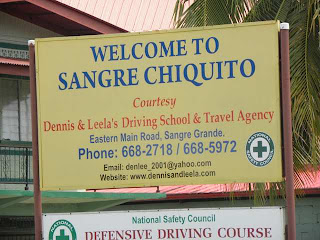 WELCOME TO
SANGRE CHIQUITO
Courtesy
Dennis & Leela's Driving School & Travel Agency
Eastern Main Road, Sangre Grande.
Phone: 668-2718 / 668-5972
Email: denlee_2001@yahoo.com
Website: www.dennisandleela.com
National Safety Council
DEFENSIVE DRIVING COURSE